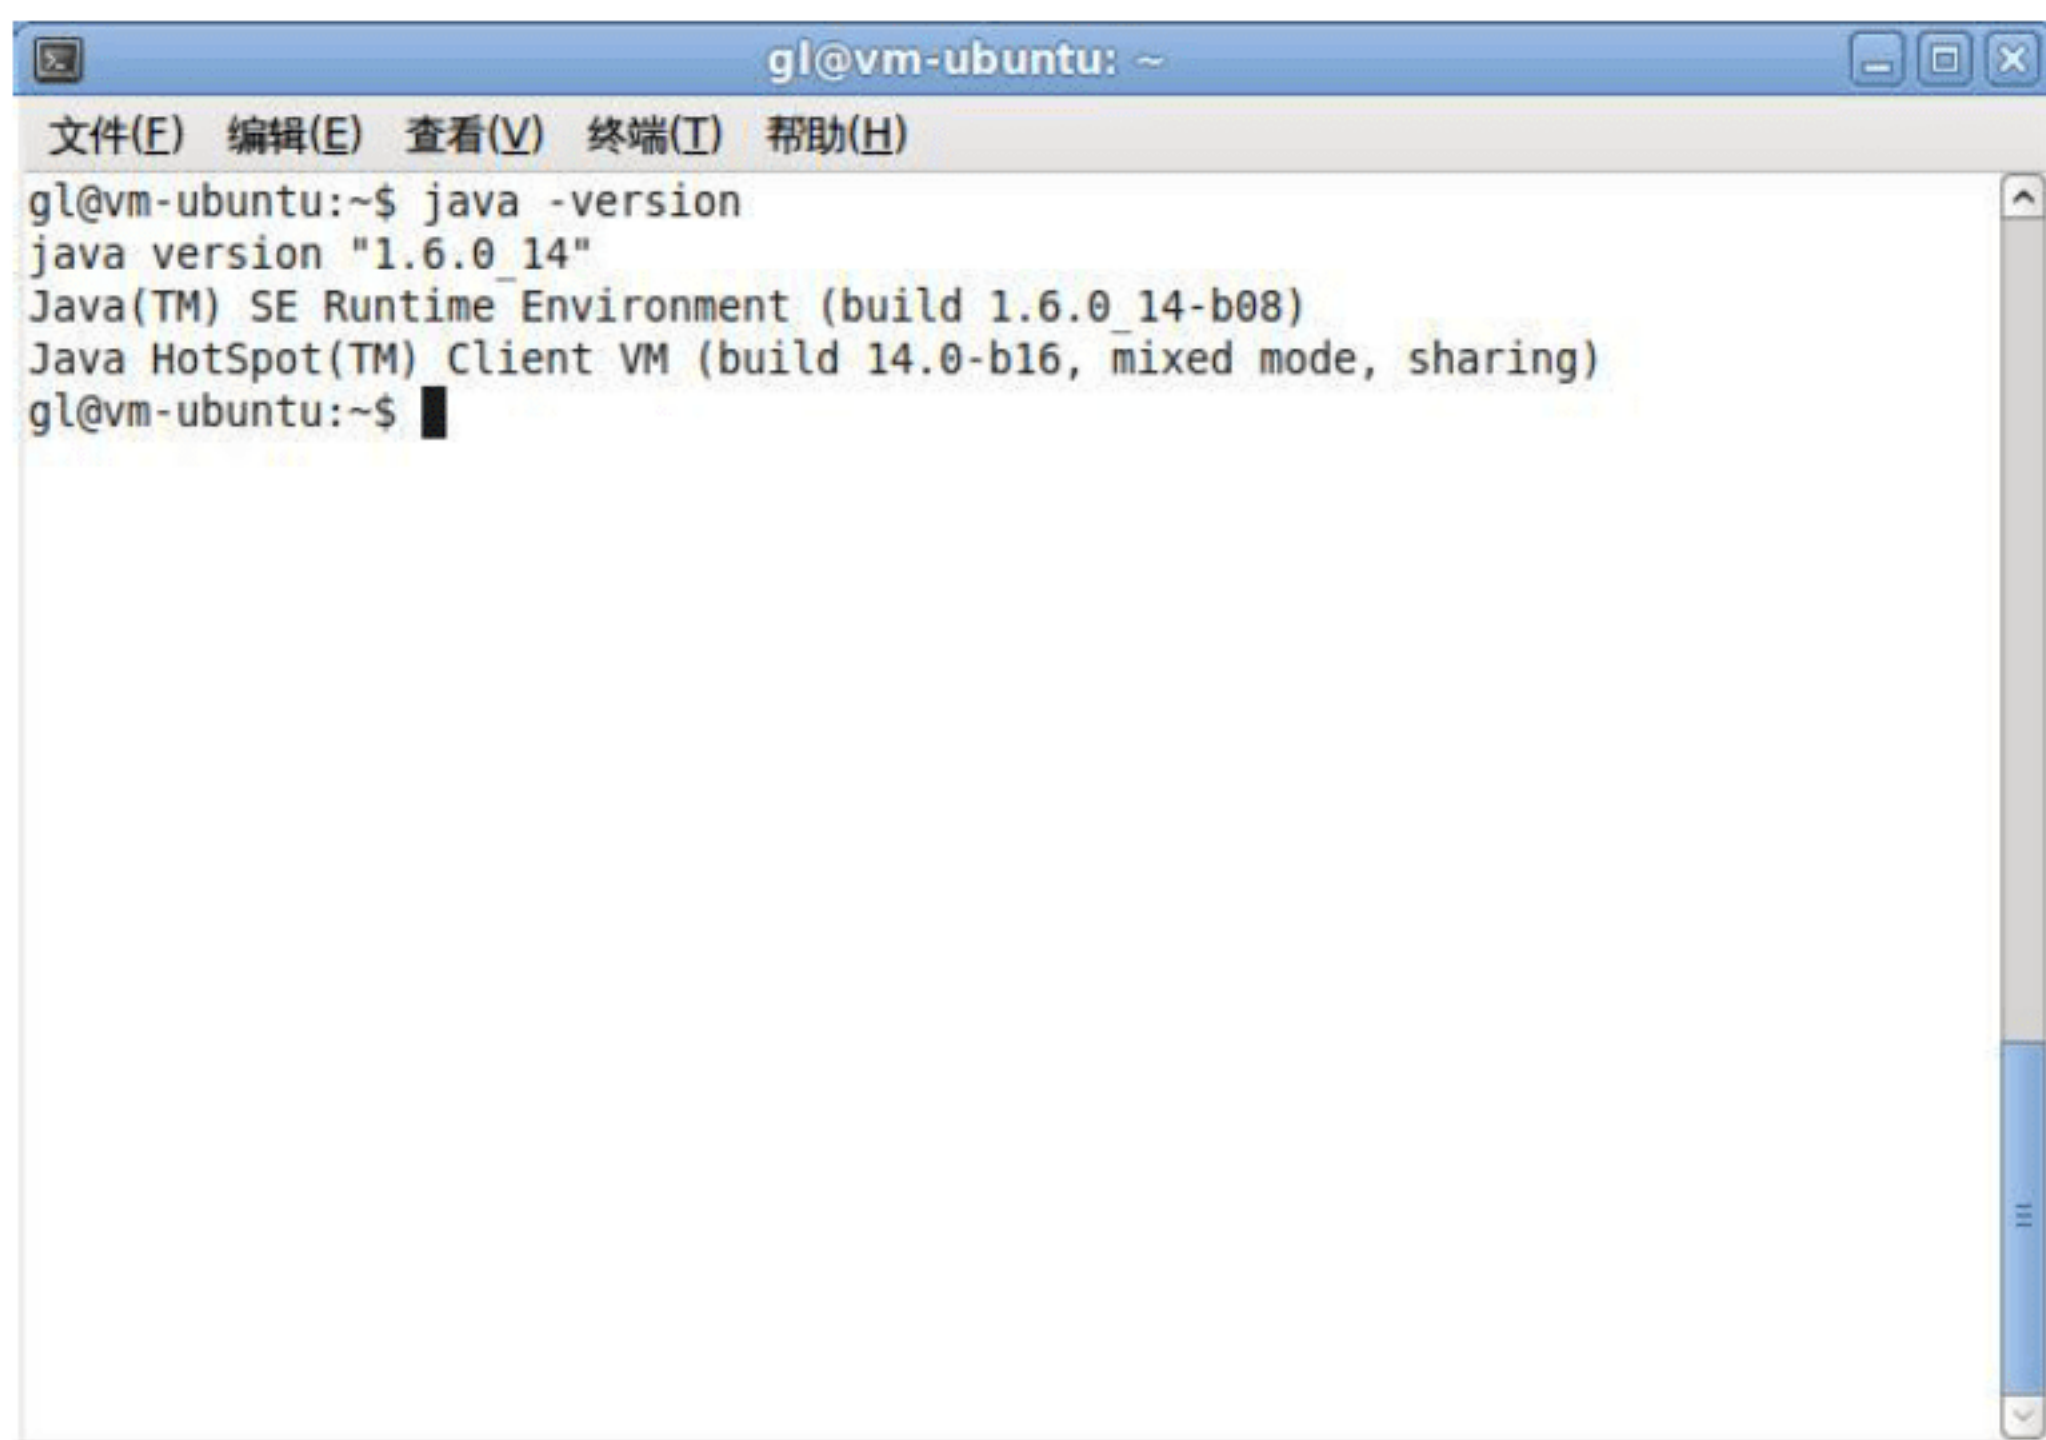 gl@vm-ubuntu: ~
文件(F) 编辑(E) 查看(V) 终端(T) 帮助(H)
gl@vm-ubuntu:~$ java -version
java version "1.6.0_14"
Java(TM) SE Runtime Environment (build 1.6.0_14-b08)
Java HotSpot(TM) Client VM (build 14.0-b16, mixed mode, sharing)
gl@vm-ubuntu:~$